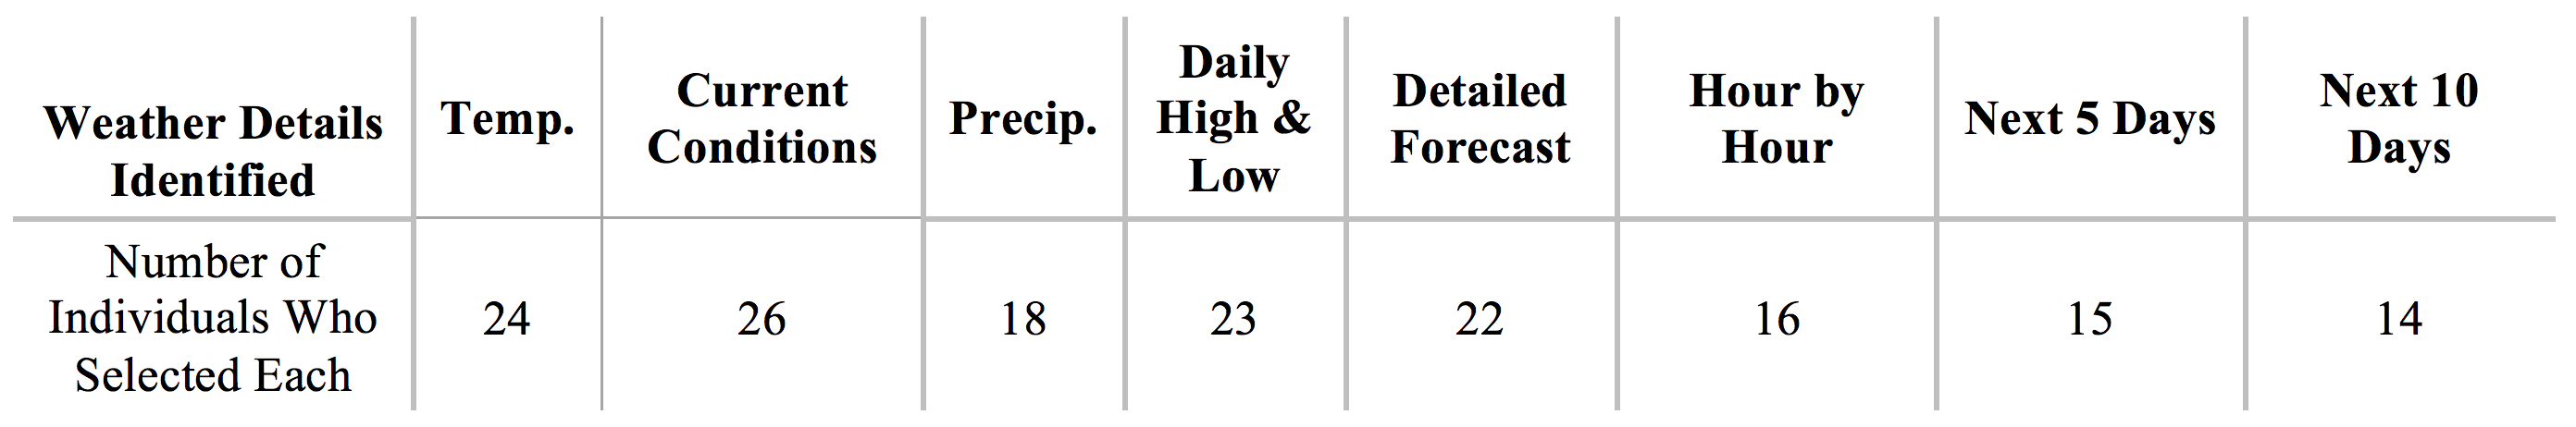 Weather Details
Identified
Temp.
Current
Conditions
Precip.
Daily
High &
Low
Detailed
Forecast
Hour by
Hour
Next 5 Days
Next 10
Days
Number of
Individuals Who
Selected Each
24
26
18
23
22
16
15
14